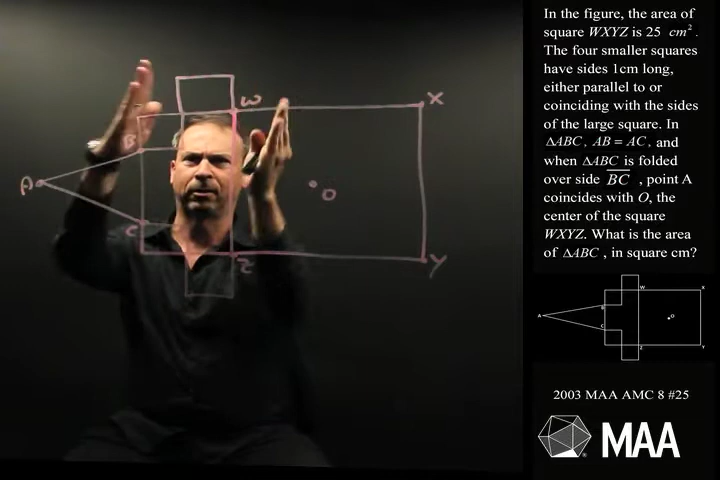 In the figure, the area of
square WXYZ is 25 cm².
The four smaller squares
have sides 1cm long,
either parallel to or
coinciding with the sides
of the large square. In
ΔABC, AB = AC, and
when ΔABC is folded
over side BC, point A
coincides with O, the
center of the square
WXYZ. What is the area
of ΔABC, in square cm?
W
X
B
A
O
C
Z
Y
W X
B
A O
C
Z Y
2003 MAA AMC 8 #25
MAA